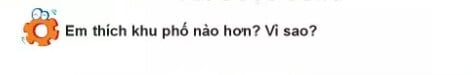 Em thích khu phố nào hơn? Vì sao?